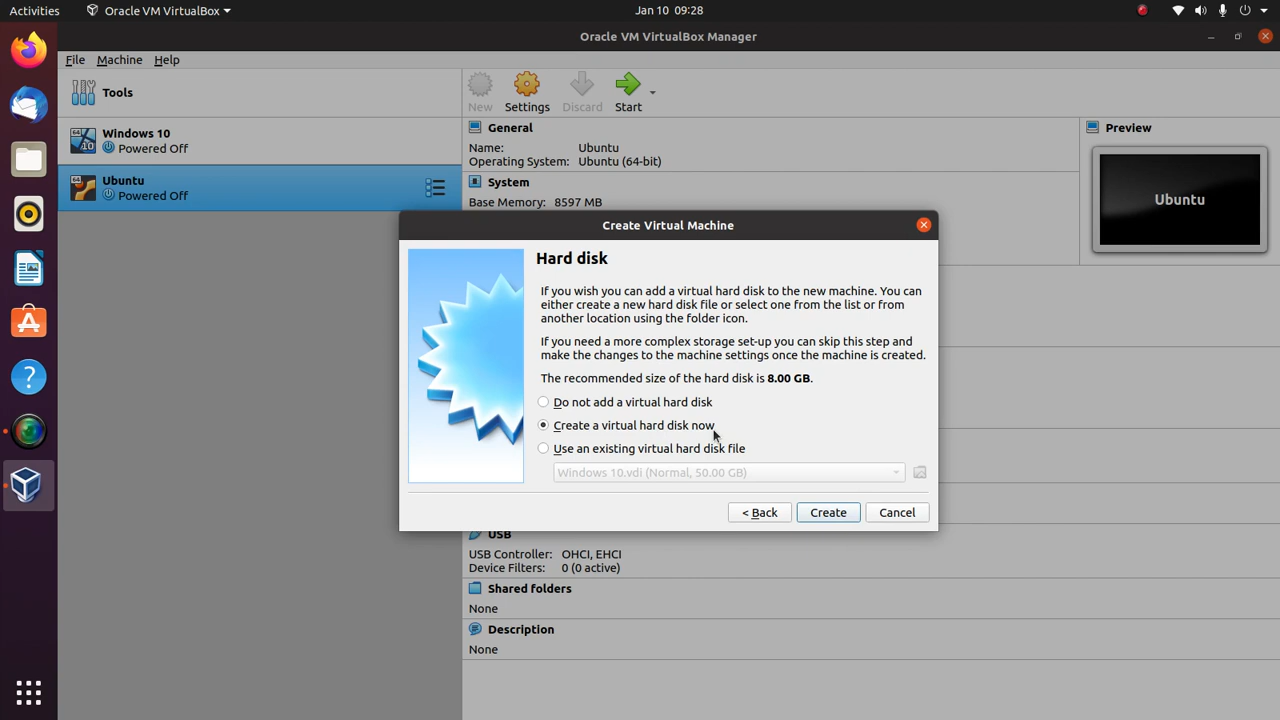 Activities
Oracle VM VirtualBox
Jan 10 09:28
Oracle VM VirtualBox Manager
File Machine Help
Tools
New
Settings
Discard
Start
Windows 10
Powered Off
Ubuntu
Powered Off
General
Name: Ubuntu
Operating System: Ubuntu (64-bit)
System
Base Memory: 8597 MB
Preview
Ubuntu
Create Virtual Machine
Hard disk
If you wish you can add a virtual hard disk to the new machine. You can
either create a new hard disk file or select one from the list or from
another location using the folder icon.
If you need a more complex storage set-up you can skip this step and
make the changes to the machine settings once the machine is created.
The recommended size of the hard disk is 8.00 GB.
Do not add a virtual hard disk
Create a virtual hard disk now
Use an existing virtual hard disk file
Windows 10.vdi (Normal, 50.00 GB)
< Back
Create
Cancel
USB
USB Controller: OHCI, EHCI
Device Filters: 0 (0 active)
Shared folders
None
Description
None